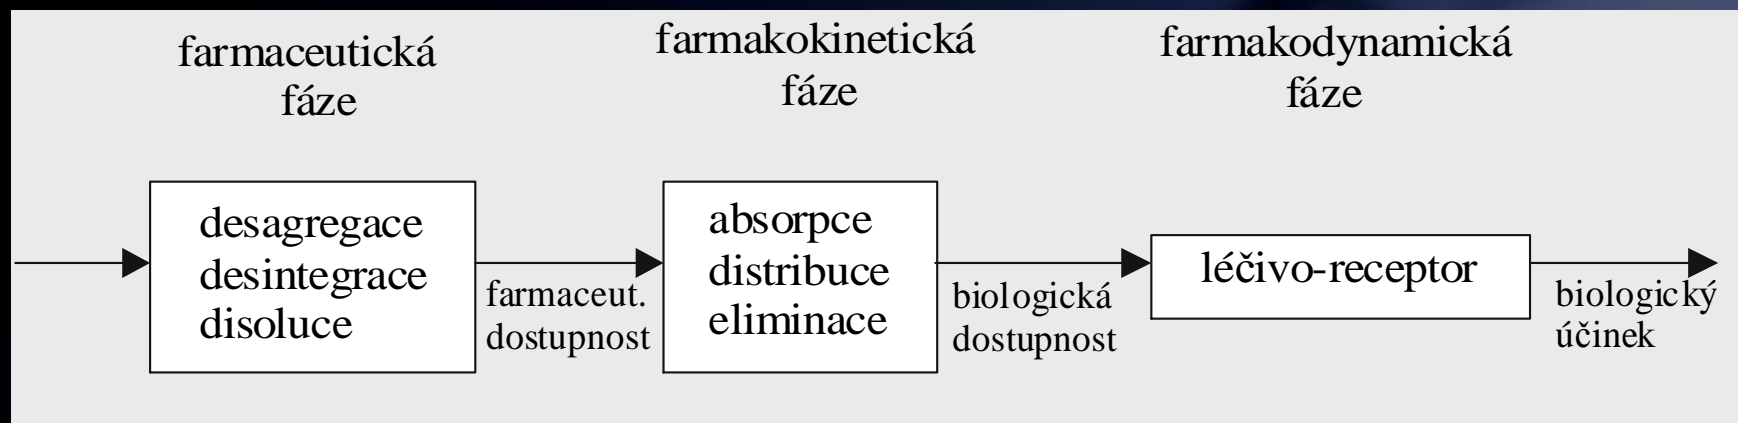 farmaceutická
fáze
farmakokinetická
fáze
farmakodynamická
fáze
desagregace
desintegrace
disoluce
farmaceut.
dostupnost
absorpce
distribuce
eliminace
biologická
dostupnost
léčivo-receptor
biologický
účinek